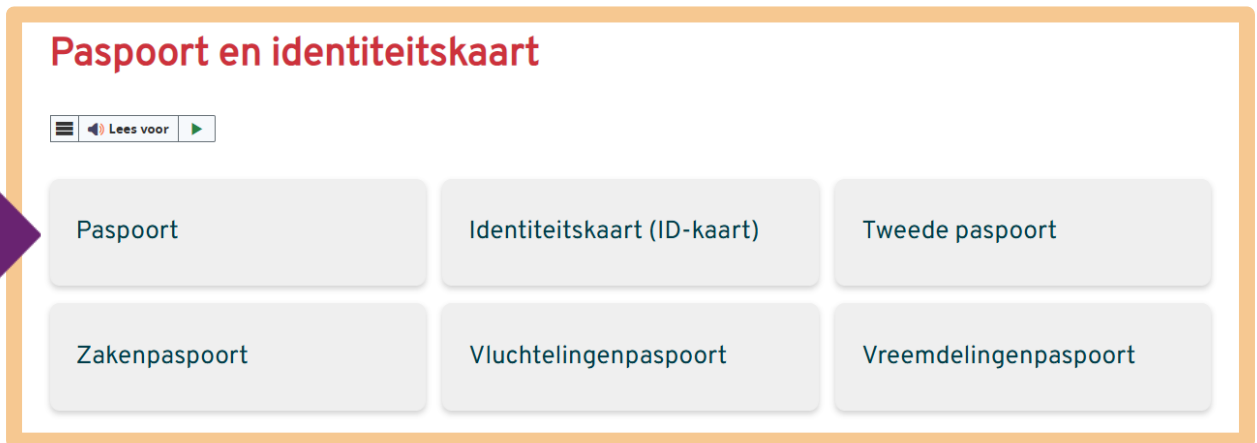 Paspoort en identiteitskaart
Lees voor
Paspoort
Identiteitskaart (ID-kaart)
Tweede paspoort
Zakenpaspoort
Vluchtelingenpaspoort
Vreemdelingenpaspoort